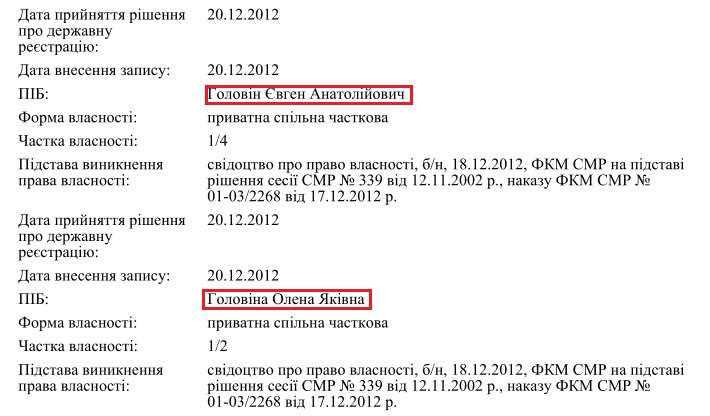 Дата прийняття рішення 20.12.2012
про державну
реєстрацію:
Дата внесення запису: 20.12.2012
ПІБ: Головін Євген Анатолійович
Форма власності: приватна спільна часткова
Частка власності: 1/4
Підстава виникнення свідоцтво про право власності, б/н, 18.12.2012, ФКМ СМР на підставі
права власності: рішення сесії СМР № 339 від 12.11.2002 р., наказу ФКМ СМР №
01-03/2268 від 17.12.2012 р.
Дата прийняття рішення 20.12.2012
про державну
реєстрацію:
Дата внесення запису: 20.12.2012
ПІБ: Головіна Олена Яківна
Форма власності: приватна спільна часткова
Частка власності: 1/2
Підстава виникнення свідоцтво про право власності, б/н, 18.12.2012, ФКМ СМР на підставі
права власності: рішення сесії СМР № 339 від 12.11.2002 р., наказу ФКМ СМР №
01-03/2268 від 17.12.2012 р.